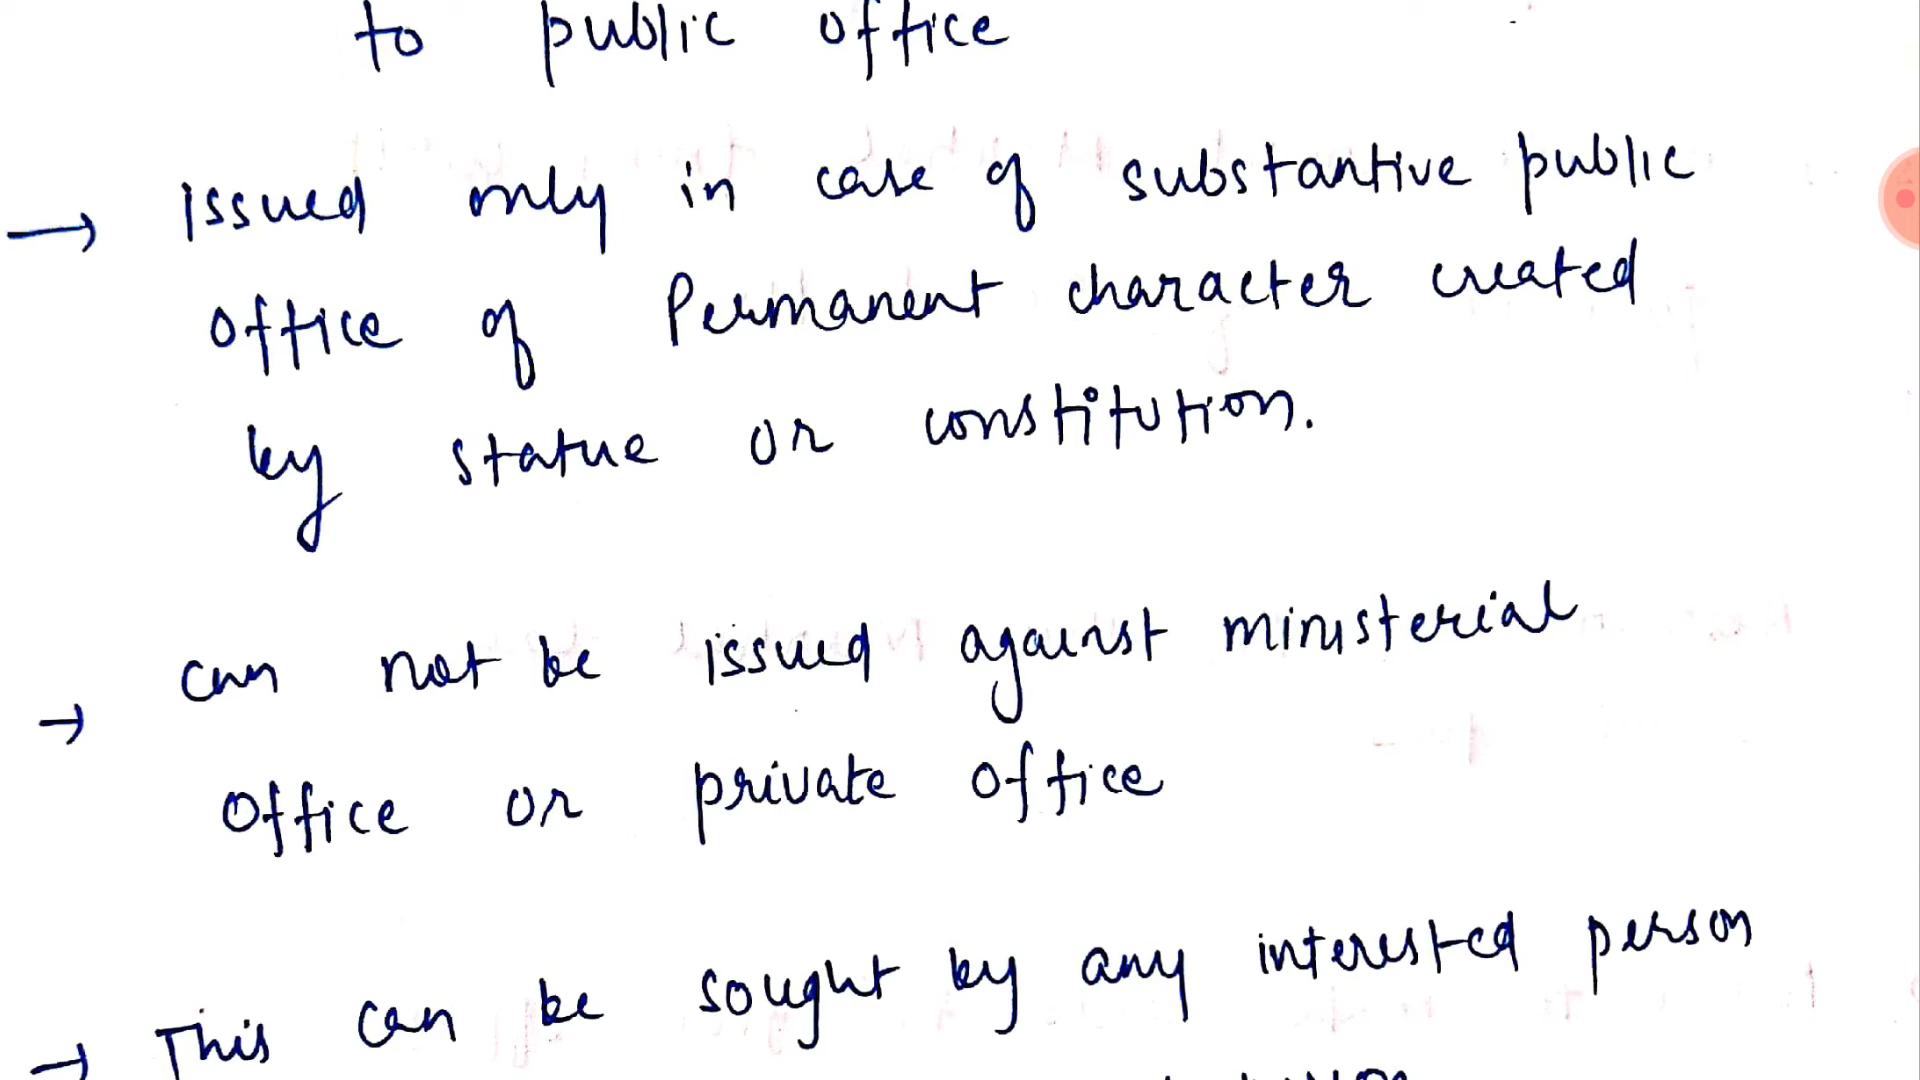 to public office
→ issued only in case of substantive public
office of Permanent character created
by statue or constitution.
→ can not be issued against ministerial
office or private office
→ This can be sought by any interested person